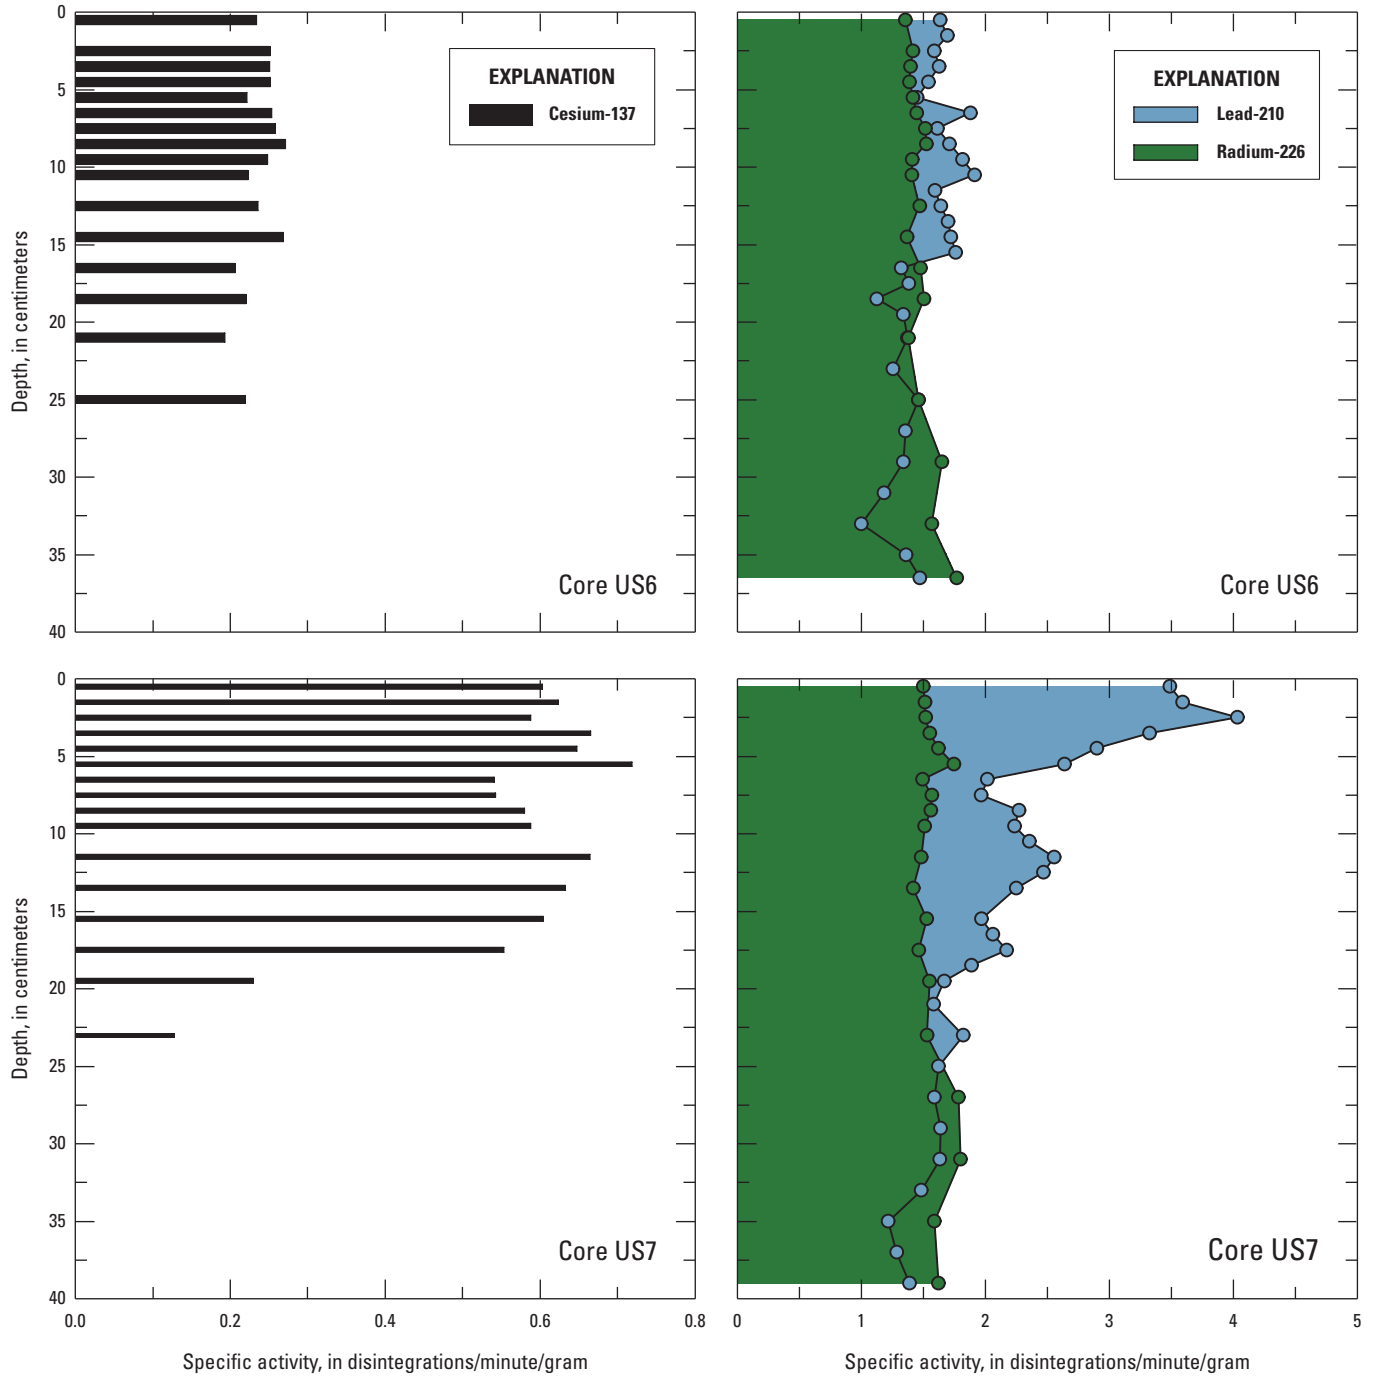 0
5
10
15
20
25
30
35
40
Depth, in centimeters
EXPLANATION
Cesium-137
Core US6
EXPLANATION
Lead-210
Radium-226
Core US6
0
5
10
15
20
25
30
35
40
Depth, in centimeters
Core US7
Core US7
0.0 0.2 0.4 0.6 0.8
0 1 2 3 4 5
Specific activity, in disintegrations/minute/gram
Specific activity, in disintegrations/minute/gram